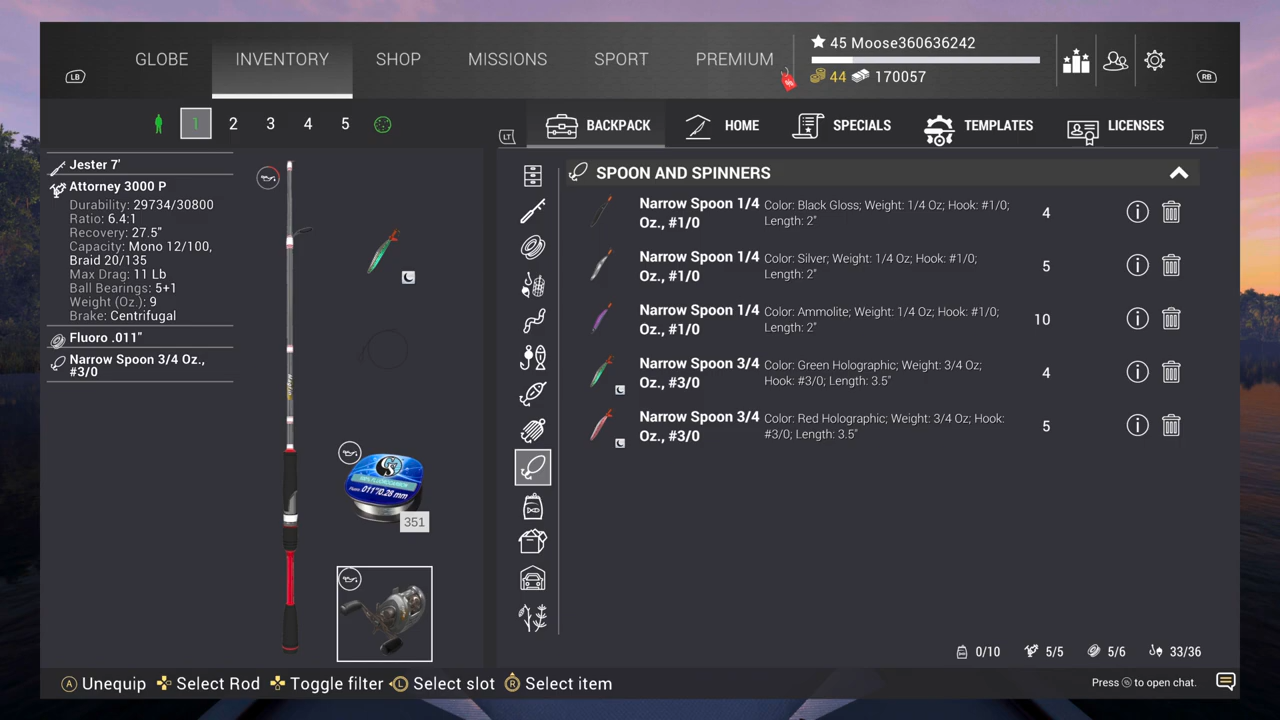 GLOBE INVENTORY SHOP MISSIONS SPORT PREMIUM
45 Moose360636242
44 170057
LB
RB
%
1 2 3 4 5
LT
BACKPACK HOME SPECIALS TEMPLATES LICENSES
RT
Jester 7'
Attorney 3000 P
Durability: 29734/30800
Ratio: 6.4:1
Recovery: 27.5"
Capacity: Mono 12/100,
Braid 20/135
Max Drag: 11 Lb
Ball Bearings: 5+1
Weight (Oz.): 9
Brake: Centrifugal
Fluoro .011"
Narrow Spoon 3/4 Oz.,
#3/0
351
SPOON AND SPINNERS
Narrow Spoon 1/4
Oz., #1/0
Color: Black Gloss; Weight: 1/4 Oz; Hook: #1/0;
Length: 2"
4
Narrow Spoon 1/4
Oz., #1/0
Color: Silver; Weight: 1/4 Oz; Hook: #1/0;
Length: 2"
5
Narrow Spoon 1/4
Oz., #1/0
Color: Ammolite; Weight: 1/4 Oz; Hook: #1/0;
Length: 2"
10
Narrow Spoon 3/4
Oz., #3/0
Color: Green Holographic; Weight: 3/4 Oz;
Hook: #3/0; Length: 3.5"
4
Narrow Spoon 3/4
Oz., #3/0
Color: Red Holographic; Weight: 3/4 Oz; Hook:
#3/0; Length: 3.5"
5
0/10 5/5 5/6 33/36
A Unequip Select Rod Toggle filter L Select slot R Select item
Press to open chat.